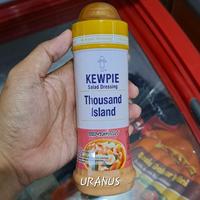 KEWPIE
Salad Dressing
Thousand
Island
URANUS